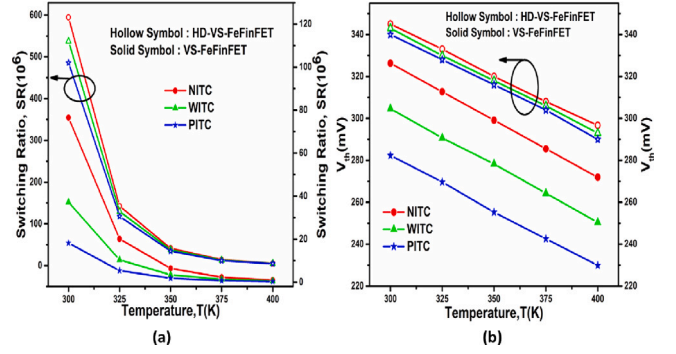 Hollow Symbol : HD-VS-FeFinFET
Solid Symbol : VS-FeFinFET
NITC
WITC
PITC
Switching Ratio, SR(10⁶)
600
500
400
300
200
100
0
120
100
80
60
40
20
0
Switching Ratio, SR(10⁶)
300 325 350 375 400
Temperature,T(K)
(a)
Hollow Symbol : HD-VS-FeFinFET
Solid Symbol : VS-FeFinFET
NITC
WITC
PITC
Vth(mV)
340
320
300
280
260
240
220
340
320
300
280
260
240
220
Vth(mV)
300 325 350 375 400
Temperature,T(K)
(b)